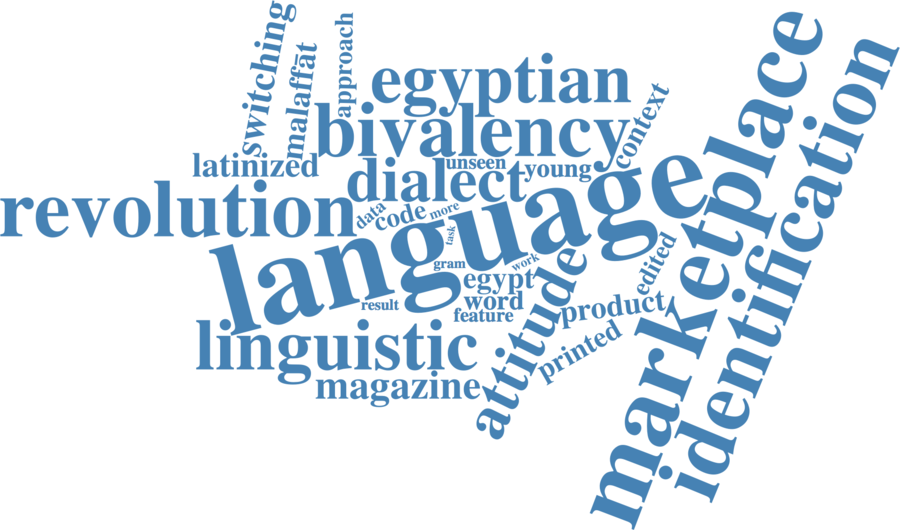 switching
malaffāt
approach
egyptian
bivalency
context
marketplace
identification
latinized
unseen
young
dialect
revolution
data
code
more
language
task
gram
work
egypt
edited
result
word
feature
attitude
product
linguistic
printed
magazine